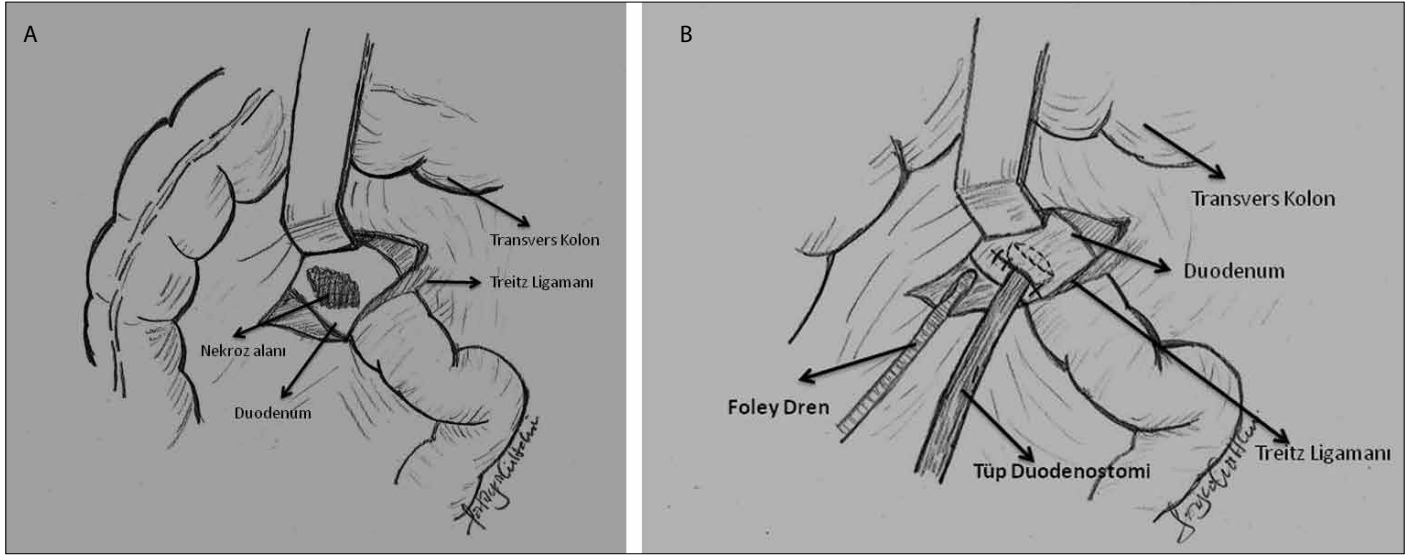 A
Transvers Kolon
Treitz Ligamanı
Nekroz alanı
Duodenum
B
Transvers Kolon
Duodenum
Foley Dren
Treitz Ligamanı
Tüp Duodenostomi